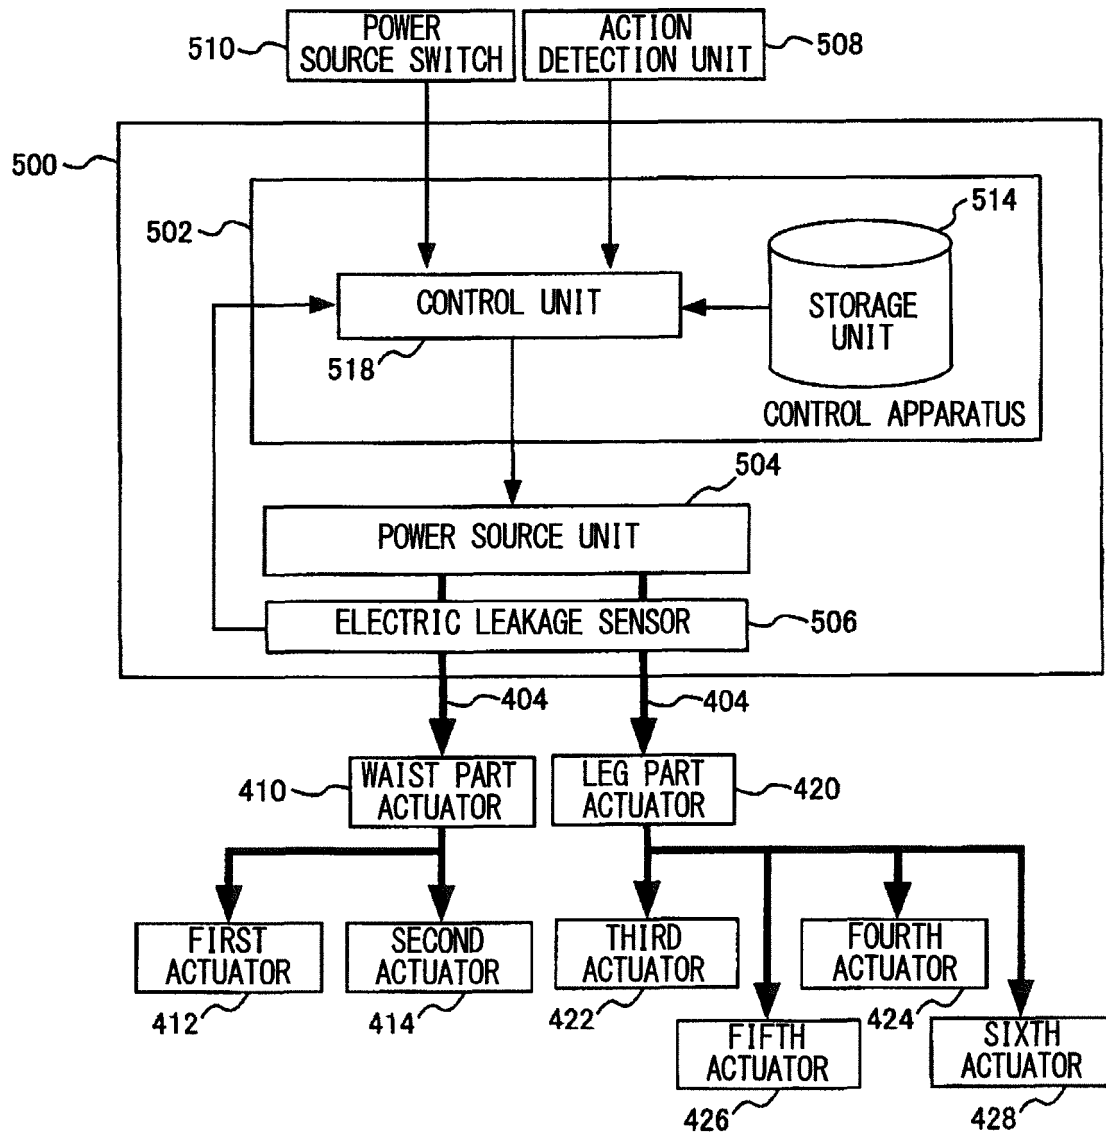 510
POWER
SOURCE SWITCH
ACTION
DETECTION UNIT
508
500
502
514
CONTROL UNIT
STORAGE
UNIT
518
CONTROL APPARATUS
504
POWER SOURCE UNIT
ELECTRIC LEAKAGE SENSOR
506
404
404
410
WAIST PART
ACTUATOR
LEG PART
ACTUATOR
420
FIRST
ACTUATOR
SECOND
ACTUATOR
THIRD
ACTUATOR
FOURTH
ACTUATOR
412
414
422
424
FIFTH
ACTUATOR
SIXTH
ACTUATOR
426
428